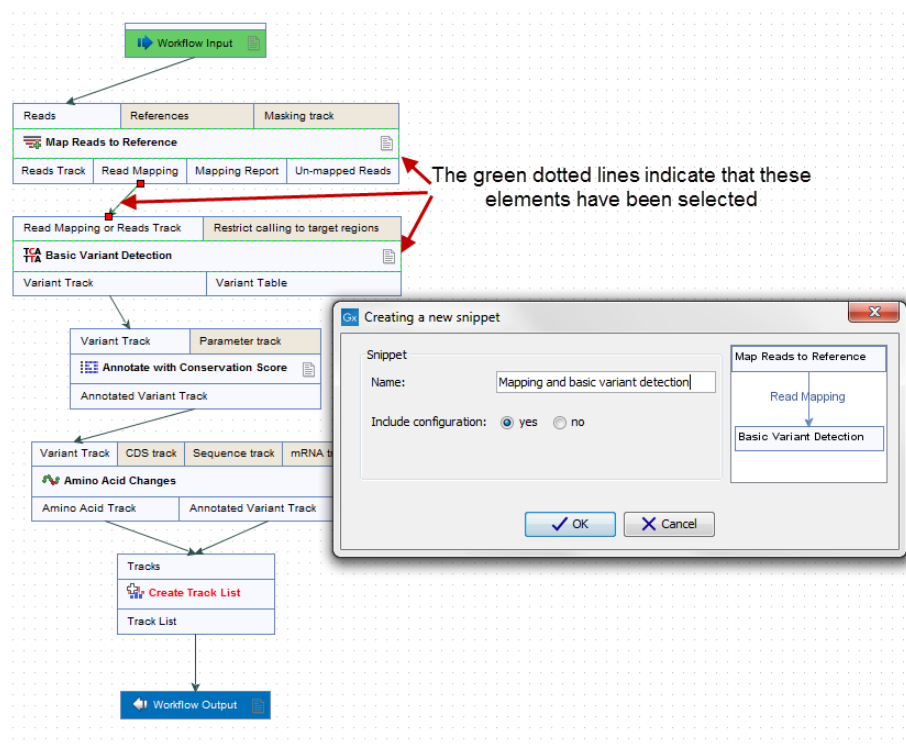 Workflow Input
Reads References Masking track
Map Reads to Reference
Reads Track Read Mapping Mapping Report Un-mapped Reads
The green dotted lines indicate that these
elements have been selected
Read Mapping or Reads Track Restrict calling to target regions
TCA
TTA
Basic Variant Detection
Variant Track Variant Table
Variant Track Parameter track
Annotate with Conservation Score
Annotated Variant Track
Variant Track CDS track Sequence track mRNA
Amino Acid Changes
Amino Acid Track Annotated Variant Track
Tracks
Create Track List
Track List
Workflow Output
Gx Creating a new snippet
Snippet
Name: Mapping and basic variant detection
Include configuration: yes no
OK Cancel
Map Reads to Reference
Read Mapping
Basic Variant Detection